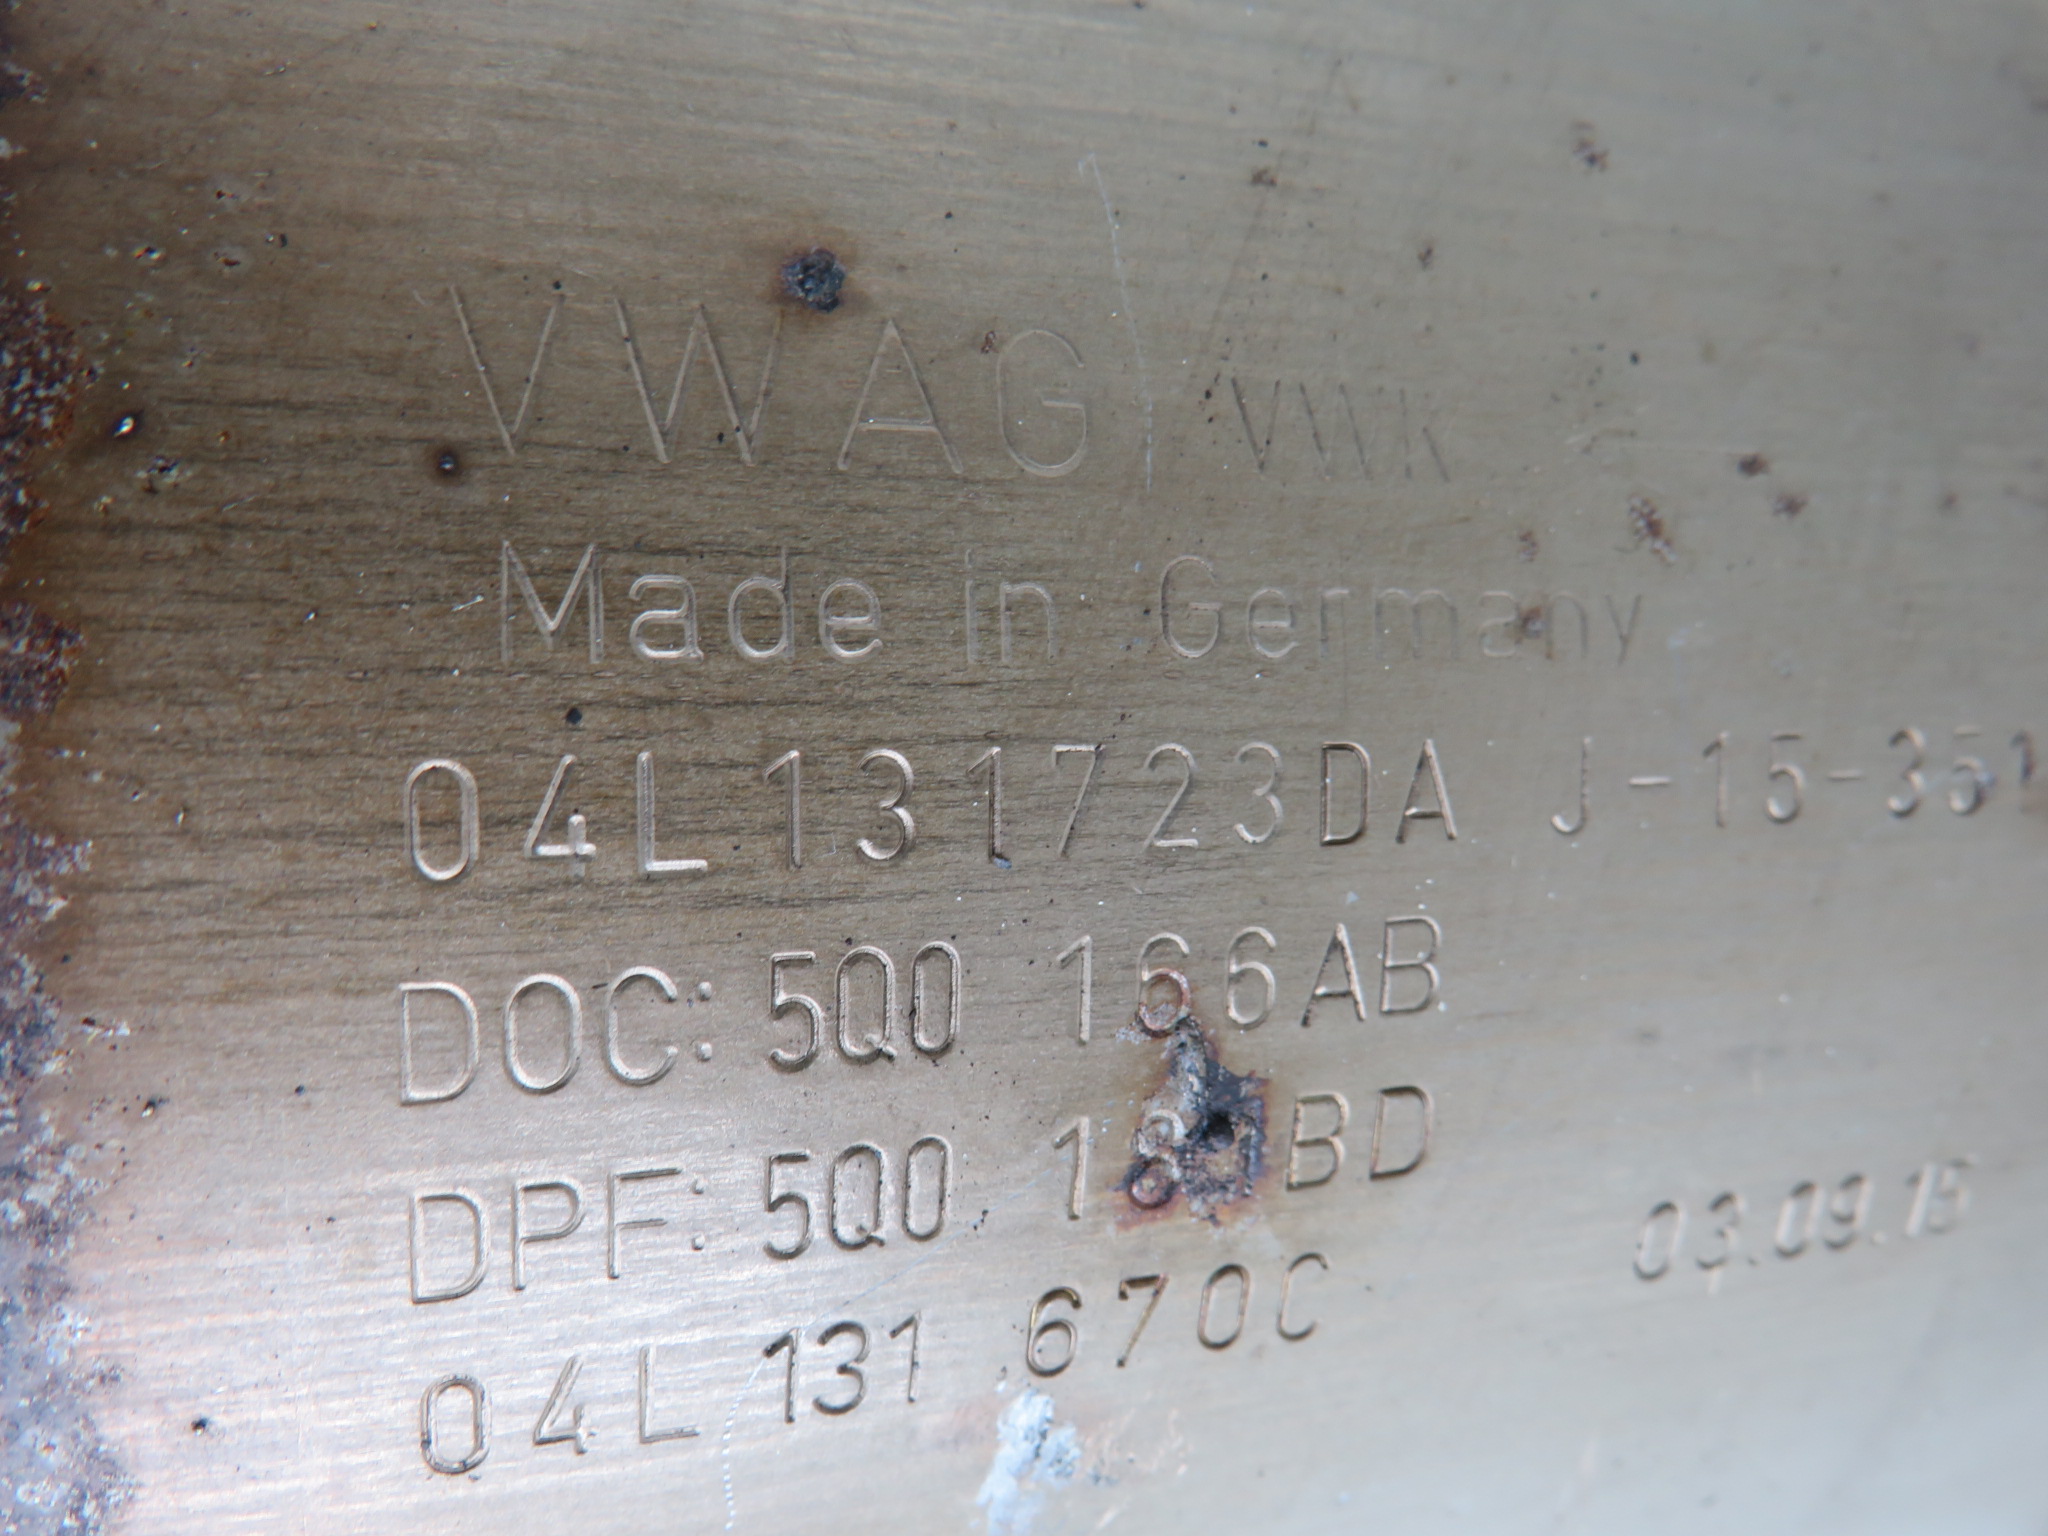 VWAG VWK
Made in Germany
04L131723DA J-15-351
DOC: 5Q0 166AB
DPF: 5Q0 181BD
03.09.15
04L 131 670C